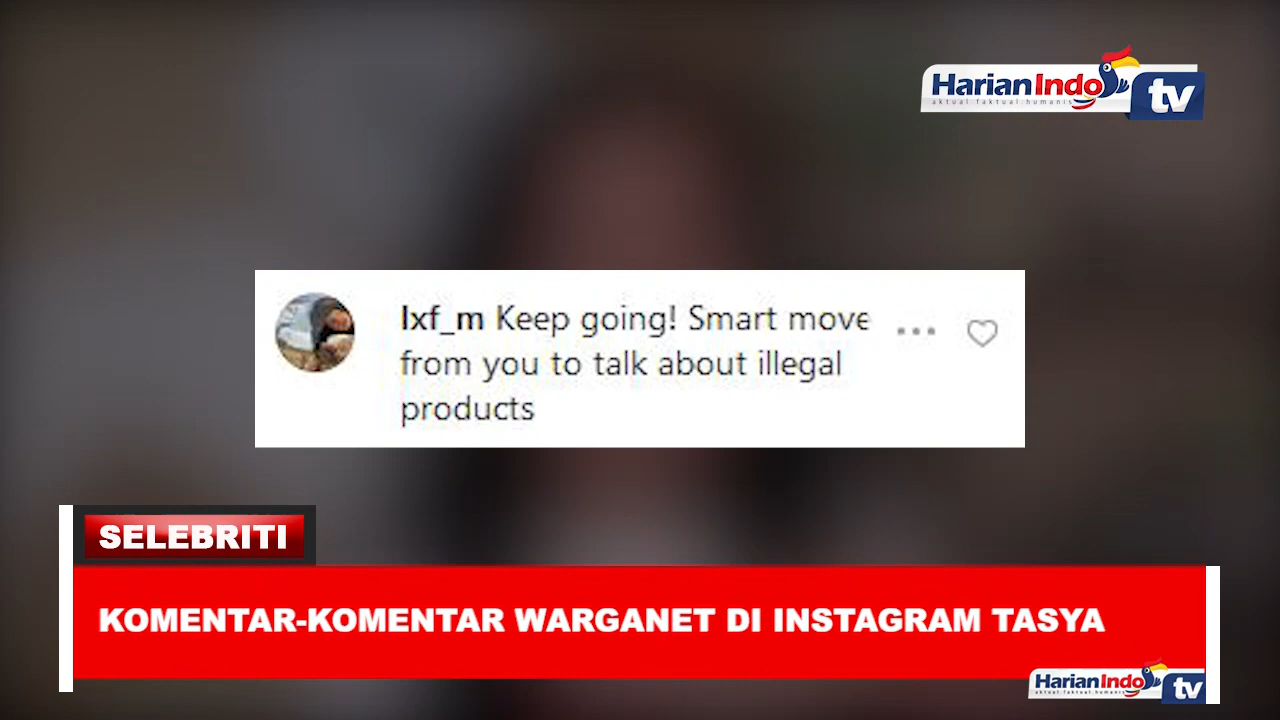 HarianIndo tv
aktual.faktual.humanis
lxf_m Keep going! Smart move
from you to talk about illegal
products
SELEBRITI
KOMENTAR-KOMENTAR WARGANET DI INSTAGRAM TASYA
HarianIndo tv
aktual.faktual.humanis